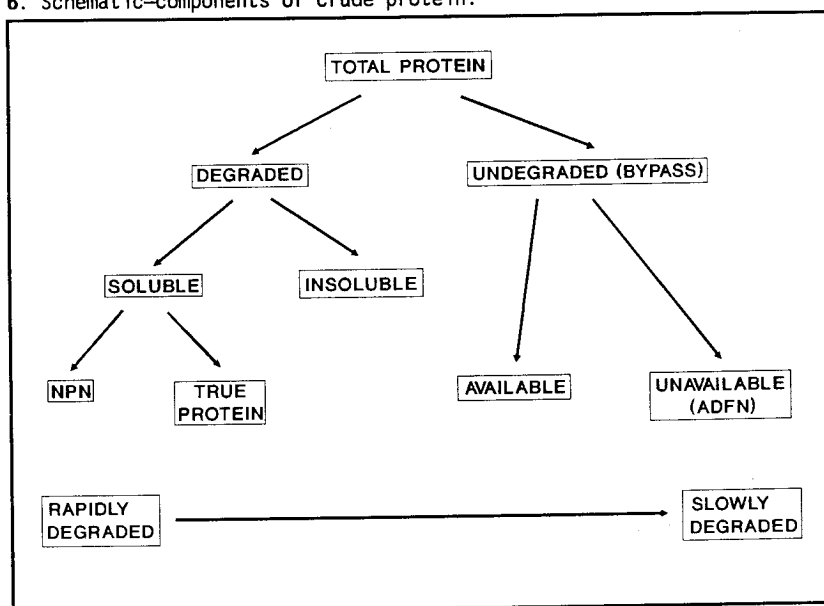 6. Schematic—components of crude protein.
TOTAL PROTEIN
DEGRADED
UNDEGRADED (BYPASS)
SOLUBLE
INSOLUBLE
NPN
TRUE
PROTEIN
AVAILABLE
UNAVAILABLE
(ADFN)
RAPIDLY
DEGRADED
SLOWLY
DEGRADED